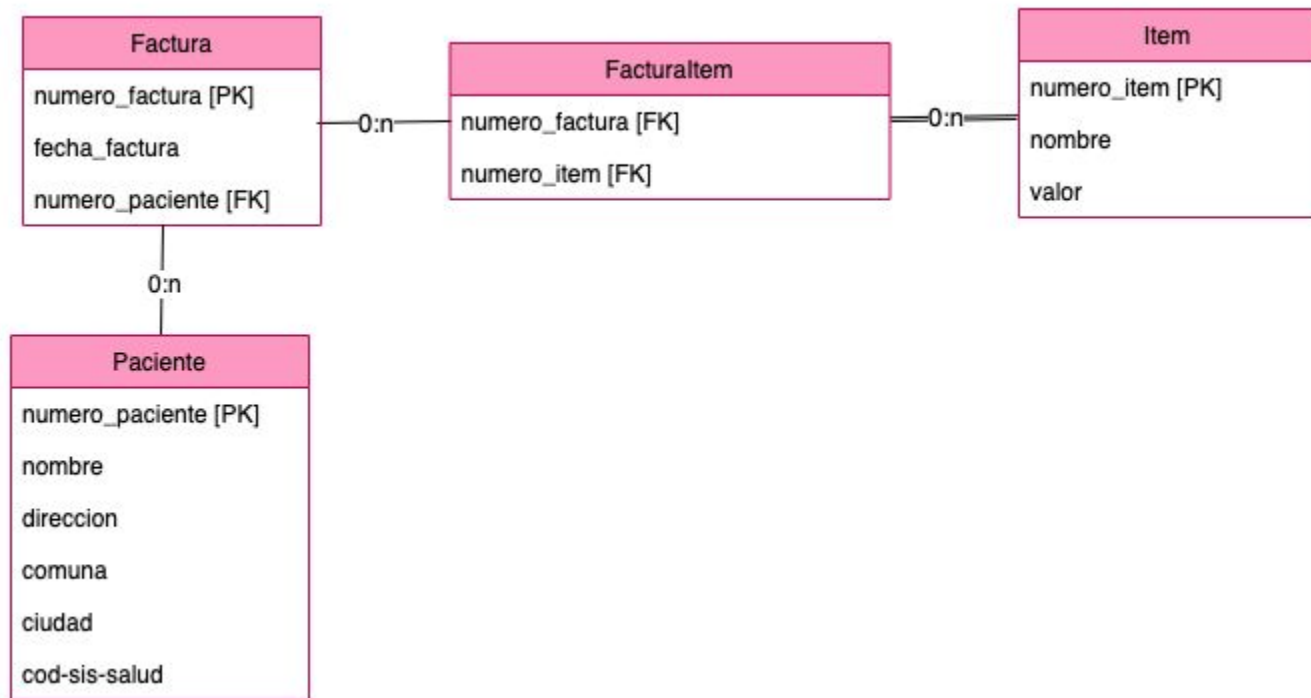 Factura
numero_factura [PK]
fecha_factura
numero_paciente [FK]
0:n
FacturaItem
numero_factura [FK]
numero_item [FK]
0:n
Item
numero_item [PK]
nombre
valor
0:n
Paciente
numero_paciente [PK]
nombre
direccion
comuna
ciudad
cod-sis-salud